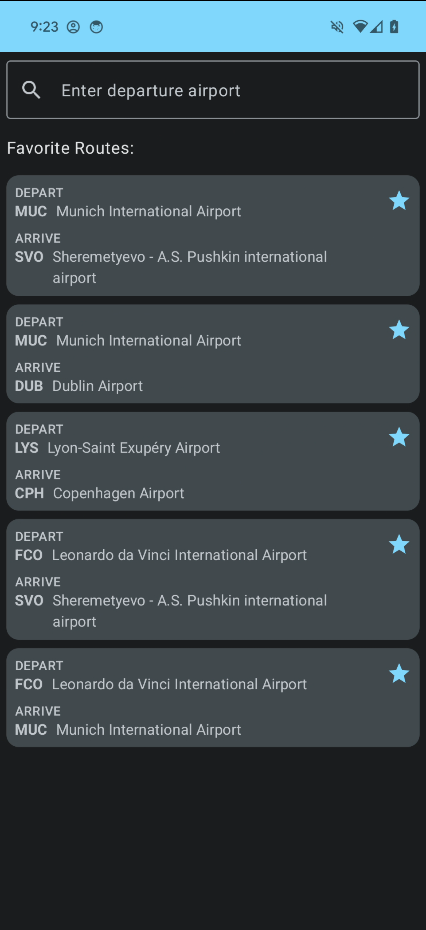 9:23
Enter departure airport
Favorite Routes:
DEPART
MUC Munich International Airport
ARRIVE
SVO Sheremetyevo - A.S. Pushkin international
airport
DEPART
MUC Munich International Airport
ARRIVE
DUB Dublin Airport
DEPART
LYS Lyon-Saint Exupéry Airport
ARRIVE
CPH Copenhagen Airport
DEPART
FCO Leonardo da Vinci International Airport
ARRIVE
SVO Sheremetyevo - A.S. Pushkin international
airport
DEPART
FCO Leonardo da Vinci International Airport
ARRIVE
MUC Munich International Airport